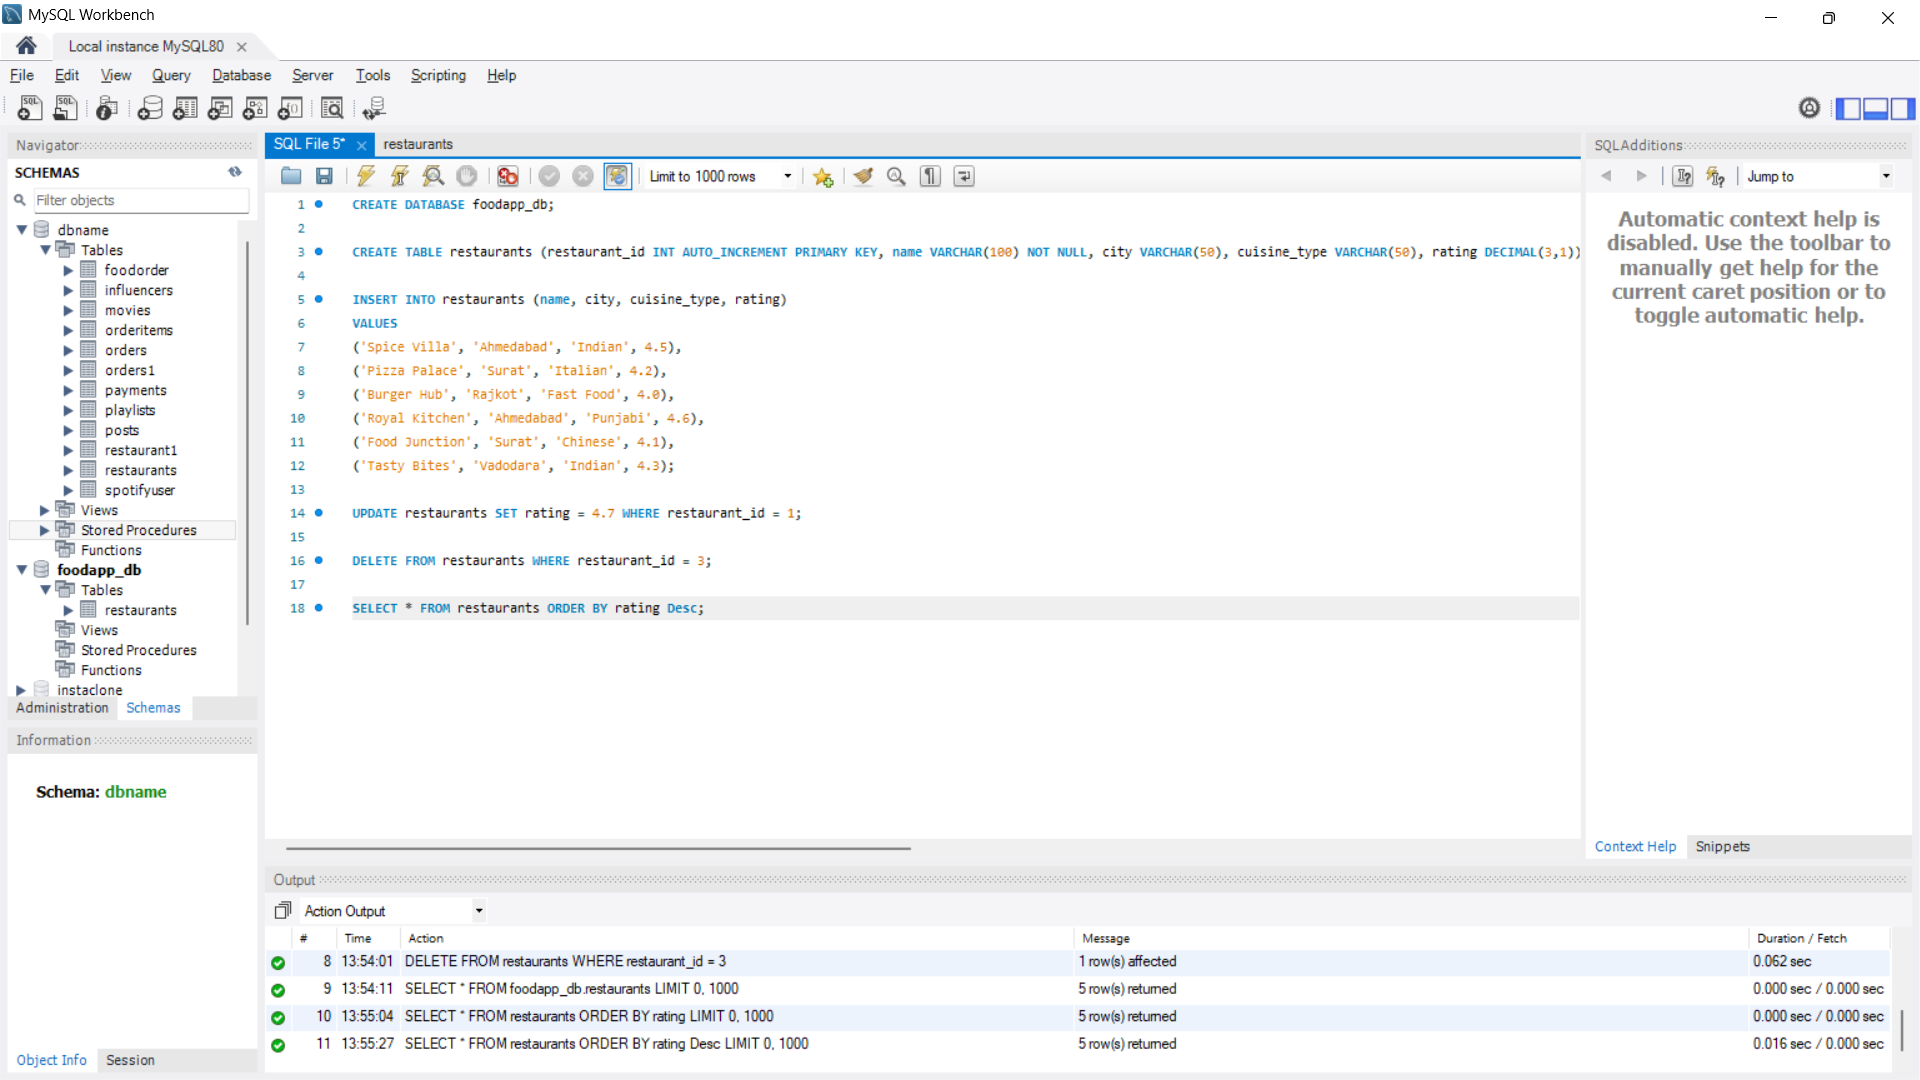 MySQL Workbench
Local instance MySQL80
File Edit View Query Database Server Tools Scripting Help
Navigator
SCHEMAS
Filter objects
dbname
Tables
foodorder
influencers
movies
orderitems
orders
orders1
payments
playlists
posts
restaurant1
restaurants
spotifyuser
Views
Stored Procedures
Functions
foodapp_db
Tables
restaurants
Views
Stored Procedures
Functions
instaclone
Administration Schemas
Information
Schema: dbname
Object Info Session
SQL File 5* restaurants
Limit to 1000 rows
1 CREATE DATABASE foodapp_db;
2
3 CREATE TABLE restaurants (restaurant_id INT AUTO_INCREMENT PRIMARY KEY, name VARCHAR(100) NOT NULL, city VARCHAR(50), cuisine_type VARCHAR(50), rating DECIMAL(3,1))
4
5 INSERT INTO restaurants (name, city, cuisine_type, rating)
6 VALUES
7 ('Spice Villa', 'Ahmedabad', 'Indian', 4.5),
8 ('Pizza Palace', 'Surat', 'Italian', 4.2),
9 ('Burger Hub', 'Rajkot', 'Fast Food', 4.0),
10 ('Royal Kitchen', 'Ahmedabad', 'Punjabi', 4.6),
11 ('Food Junction', 'Surat', 'Chinese', 4.1),
12 ('Tasty Bites', 'Vadodara', 'Indian', 4.3);
13
14 UPDATE restaurants SET rating = 4.7 WHERE restaurant_id = 1;
15
16 DELETE FROM restaurants WHERE restaurant_id = 3;
17
18 SELECT * FROM restaurants ORDER BY rating Desc;
SQLAdditions
Jump to
Automatic context help is
disabled. Use the toolbar to
manually get help for the
current caret position or to
toggle automatic help.
Context Help Snippets
Output
Action Output
# Time Action Message Duration / Fetch
8 13:54:01 DELETE FROM restaurants WHERE restaurant_id = 3 1 row(s) affected 0.062 sec
9 13:54:11 SELECT * FROM foodapp_db.restaurants LIMIT 0, 1000 5 row(s) returned 0.000 sec / 0.000 sec
10 13:55:04 SELECT * FROM restaurants ORDER BY rating LIMIT 0, 1000 5 row(s) returned 0.000 sec / 0.000 sec
11 13:55:27 SELECT * FROM restaurants ORDER BY rating Desc LIMIT 0, 1000 5 row(s) returned 0.016 sec / 0.000 sec